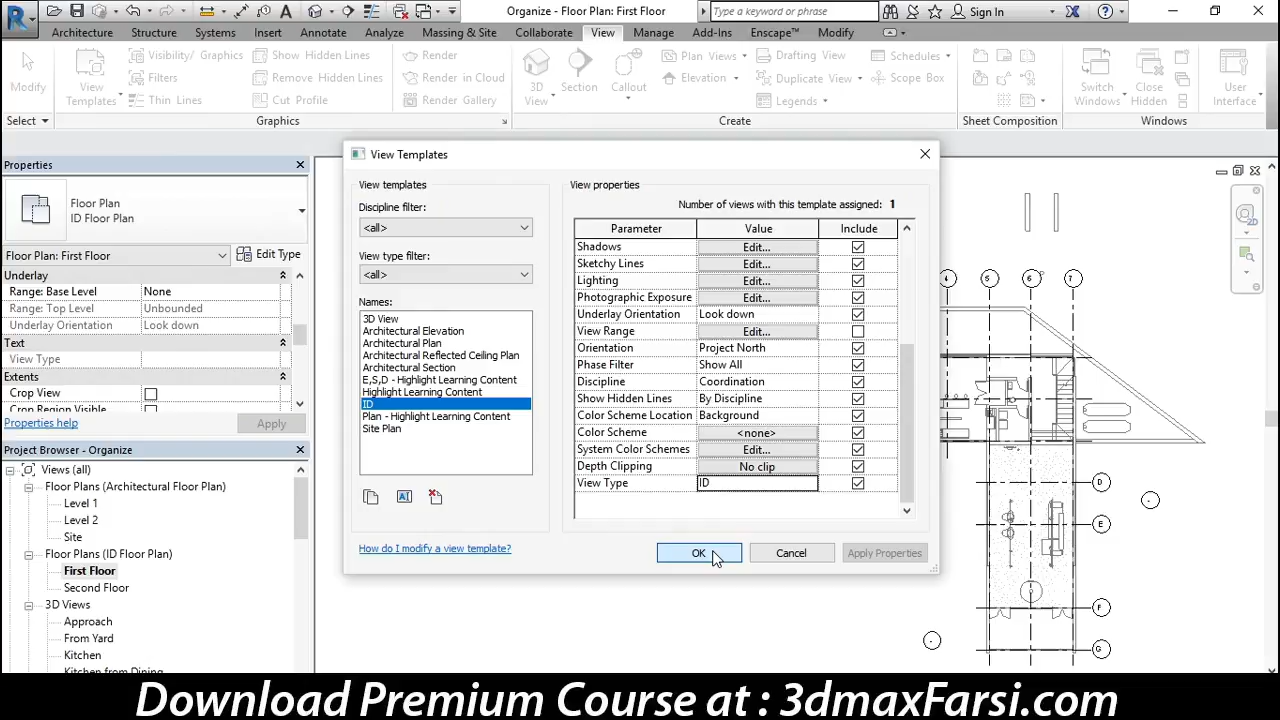 Organize - Floor Plan: First Floor
Type a keyword or phrase
Sign In
Architecture
Structure
Systems
Insert
Annotate
Analyze
Massing & Site
Collaborate
View
Manage
Add-Ins
Enscape™
Modify
Modify
View
Templates
Visibility/ Graphics
Filters
Thin Lines
Show Hidden Lines
Remove Hidden Lines
Cut Profile
Render
Render in Cloud
Render Gallery
3D
View
Section
Callout
Plan Views
Elevation
Drafting View
Duplicate View
Legends
Schedules
Scope Box
Switch
Windows
Close
Hidden
User
Interface
Select
Graphics
Create
Sheet Composition
Windows
Properties
Floor Plan
ID Floor Plan
Floor Plan: First Floor
Edit Type
Underlay
Range: Base Level None
Range: Top Level Unbounded
Underlay Orientation Look down
Text
View Type
Extents
Crop View
Crop Region Visible
Properties help
Apply
Project Browser - Organize
Views (all)
Floor Plans (Architectural Floor Plan)
Level 1
Level 2
Site
Floor Plans (ID Floor Plan)
First Floor
Second Floor
3D Views
Approach
From Yard
Kitchen
Kitchen from Dining
View Templates
View templates
Discipline filter:
<all>
View type filter:
<all>
Names:
3D View
Architectural Elevation
Architectural Plan
Architectural Reflected Ceiling Plan
Architectural Section
E,S,D - Highlight Learning Content
Highlight Learning Content
ID
Plan - Highlight Learning Content
Site Plan
How do I modify a view template?
View properties
Number of views with this template assigned: 1
Parameter Value Include
Shadows Edit...
Sketchy Lines Edit...
Lighting Edit...
Photographic Exposure Edit...
Underlay Orientation Look down
View Range Edit...
Orientation Project North
Phase Filter Show All
Discipline Coordination
Show Hidden Lines By Discipline
Color Scheme Location Background
Color Scheme <none>
System Color Schemes Edit...
Depth Clipping No clip
View Type ID
OK
Cancel
Apply Properties
4
5
6
7
D
E
F
G
2D
Download Premium Course at : 3dmaxFarsi.com